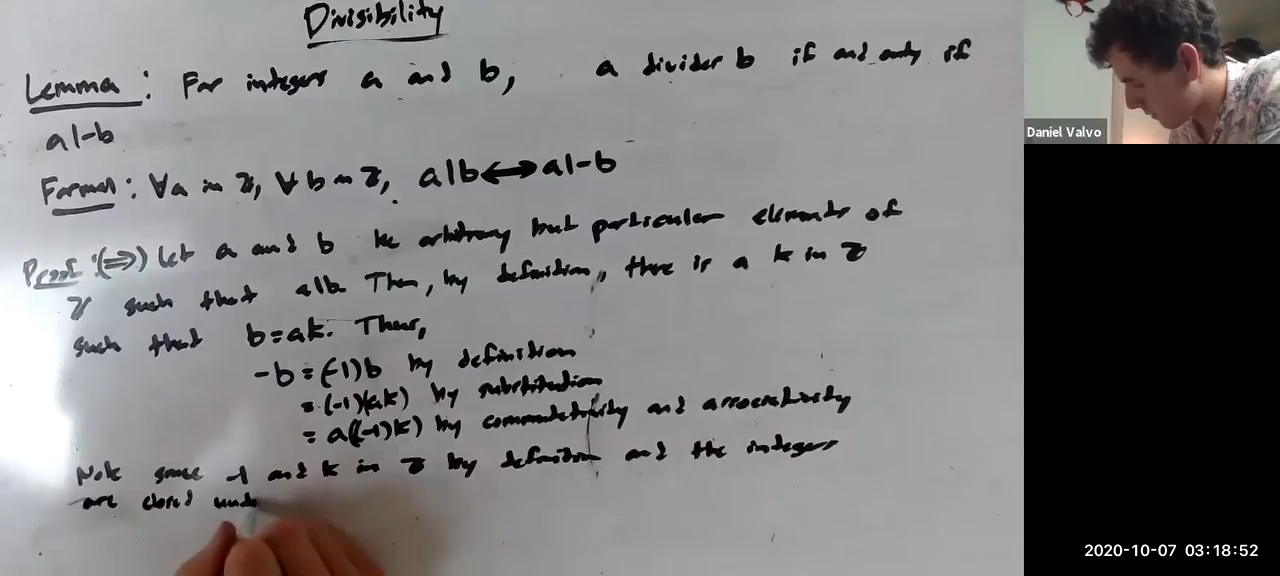 Divisibility
Lemma: For integers a and b, a divides b if and only if
a|-b
Formal: ∀a in ℤ, ∀b in ℤ, a|b⟷a|-b
Proof: (⇒) Let a and b be arbitrary but particular elements of
ℤ such that a|b. Then, by definition, there is a k in ℤ
such that b=ak. Thus,
-b = (-1)b by definition
= (-1)(ak) by substitution
= a((-1)k) by commutativity and associativity
Note since -1 and k in ℤ by definition and the integers
are closed unde
Daniel Valvo
2020-10-07 03:18:52